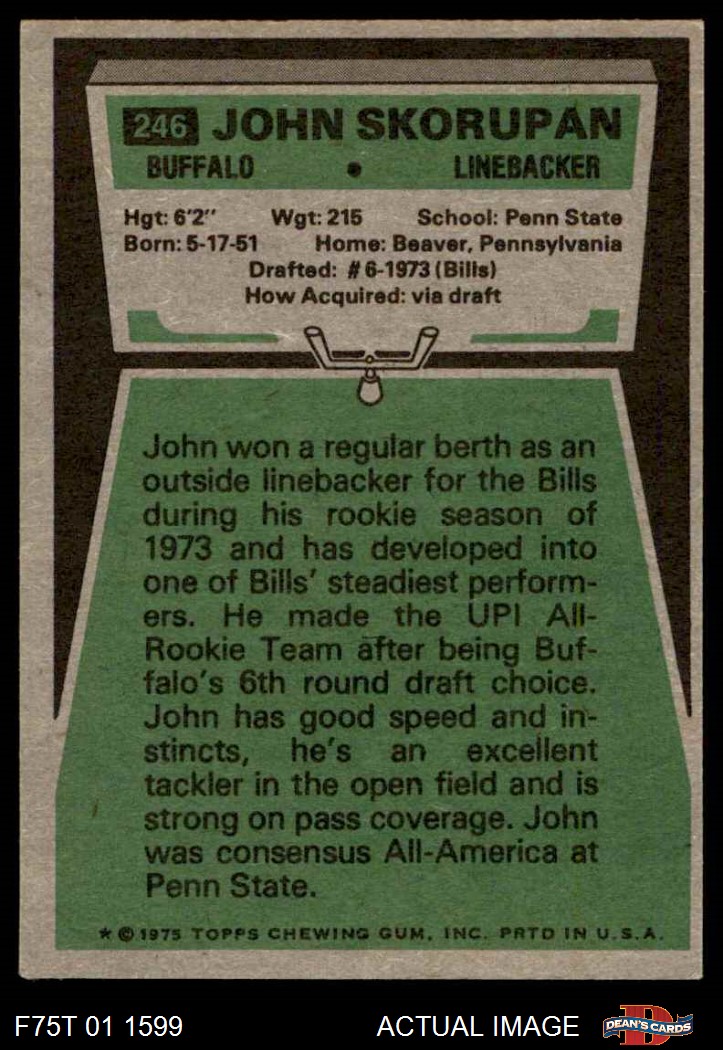 246 JOHN SKORUPAN
BUFFALO • LINEBACKER
Hgt: 6'2" Wgt: 215 School: Penn State
Born: 5-17-51 Home: Beaver, Pennsylvania
Drafted: #6-1973 (Bills)
How Acquired: via draft
John won a regular berth as an
outside linebacker for the Bills
during his rookie season of
1973 and has developed into
one of Bills' steadiest perform-
ers. He made the UPI All-
Rookie Team after being Buf-
falo's 6th round draft choice.
John has good speed and in-
stincts, he's an excellent
tackler in the open field and is
strong on pass coverage. John
was consensus All-America at
Penn State.
* © 1975 TOPPS CHEWING GUM, INC. PRTD IN U.S.A.
F75T 01 1599 ACTUAL IMAGE D DEAN'S CARDS